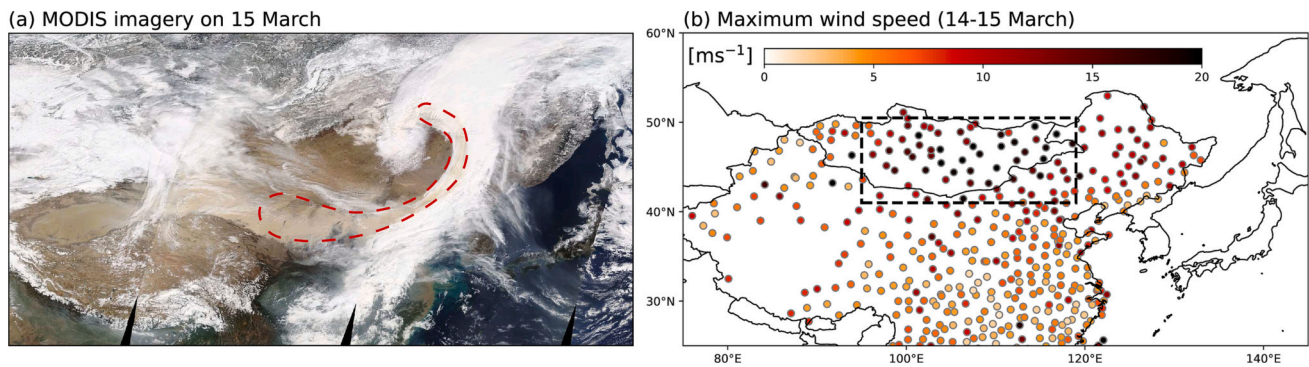 (a) MODIS imagery on 15 March
(b) Maximum wind speed (14-15 March)
60°N
[ms⁻¹]
0 5 10 15 20
50°N
40°N
30°N
80°E 100°E 120°E 140°E